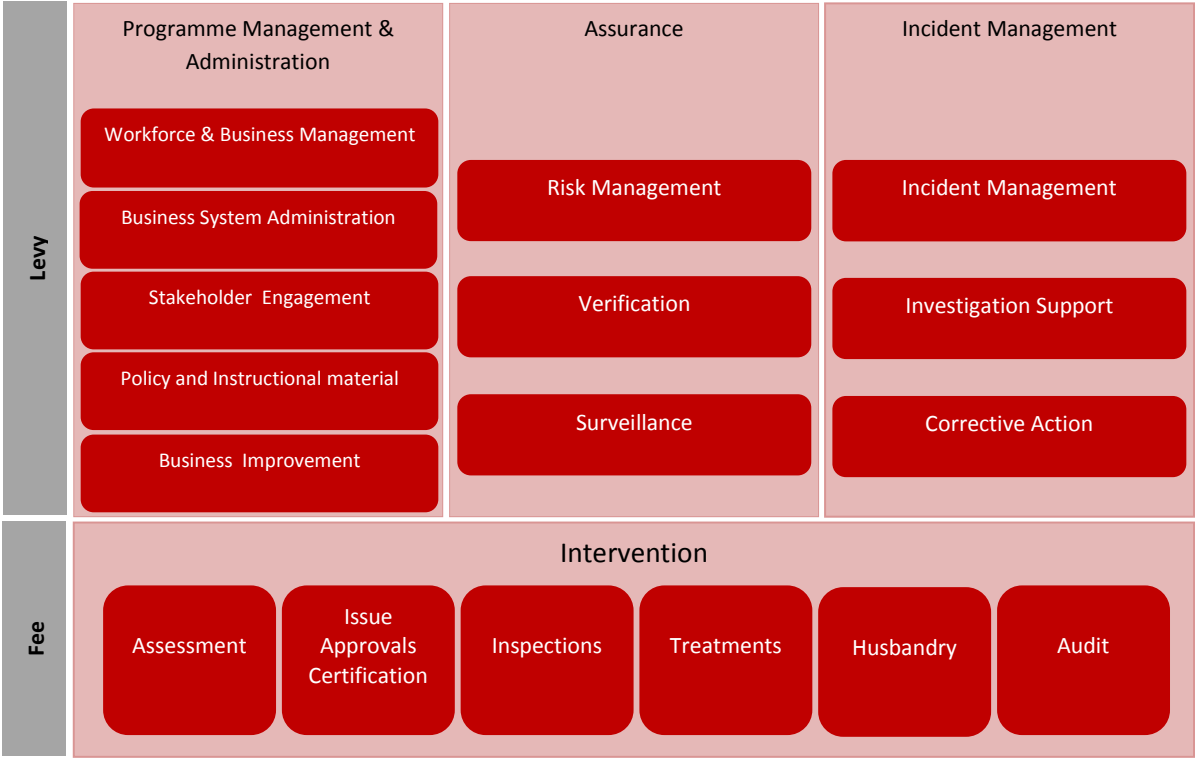 Levy
Programme Management &
Administration
Workforce & Business Management
Business System Administration
Stakeholder Engagement
Policy and Instructional material
Business Improvement
Assurance
Risk Management
Verification
Surveillance
Incident Management
Incident Management
Investigation Support
Corrective Action
Fee
Intervention
Assessment
Issue
Approvals
Certification
Inspections
Treatments
Husbandry
Audit